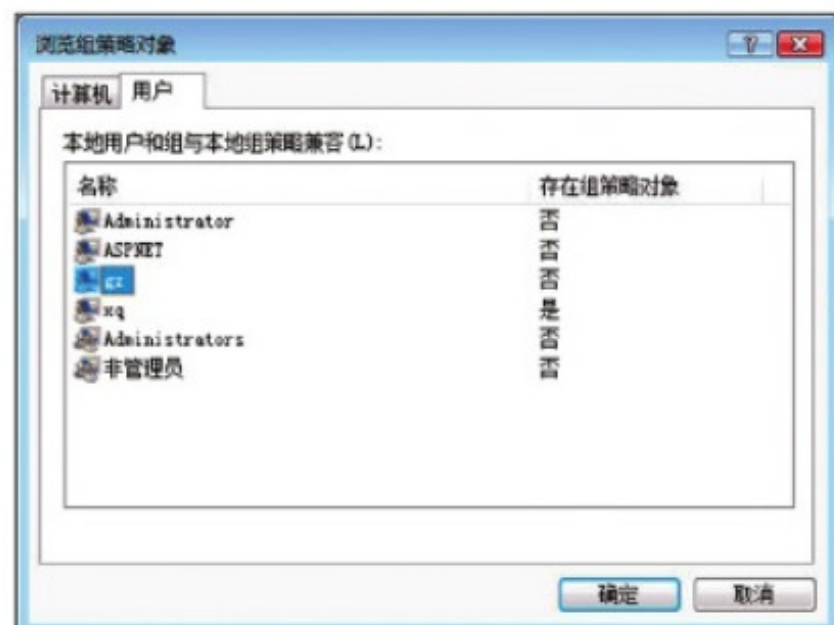 浏览组策略对象
计算机 用户
本地用户和组与本地组策略兼容(L):
名称 存在组策略对象
Administrator 否
ASPNET 否
gz 否
xq 是
Administrators 否
非管理员 否
确定 取消